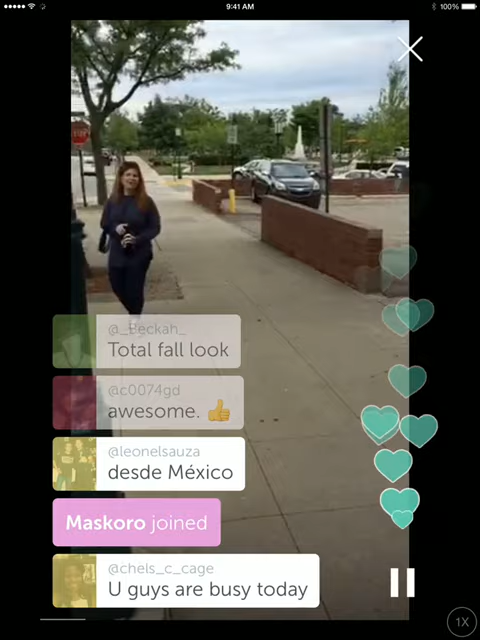 9:41 AM
100%
STOP
@_Beckah_
Total fall look
@c0074gd
awesome. 👍
@leonelsauza
desde México
Maskoro joined
@chels_c_cage
U guys are busy today
1X